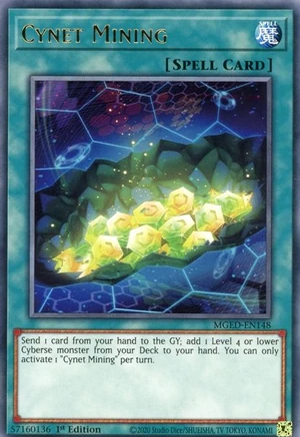 Cynet Mining
SPELL
魔
[Spell Card]
MGED-EN148
Send 1 card from your hand to the GY; add 1 Level 4 or lower
Cyberse monster from your Deck to your hand. You can only
activate 1 "Cynet Mining" per turn.
57160136 1st Edition
©2020 Studio Dice/SHUEISHA, TV TOKYO, KONAMI